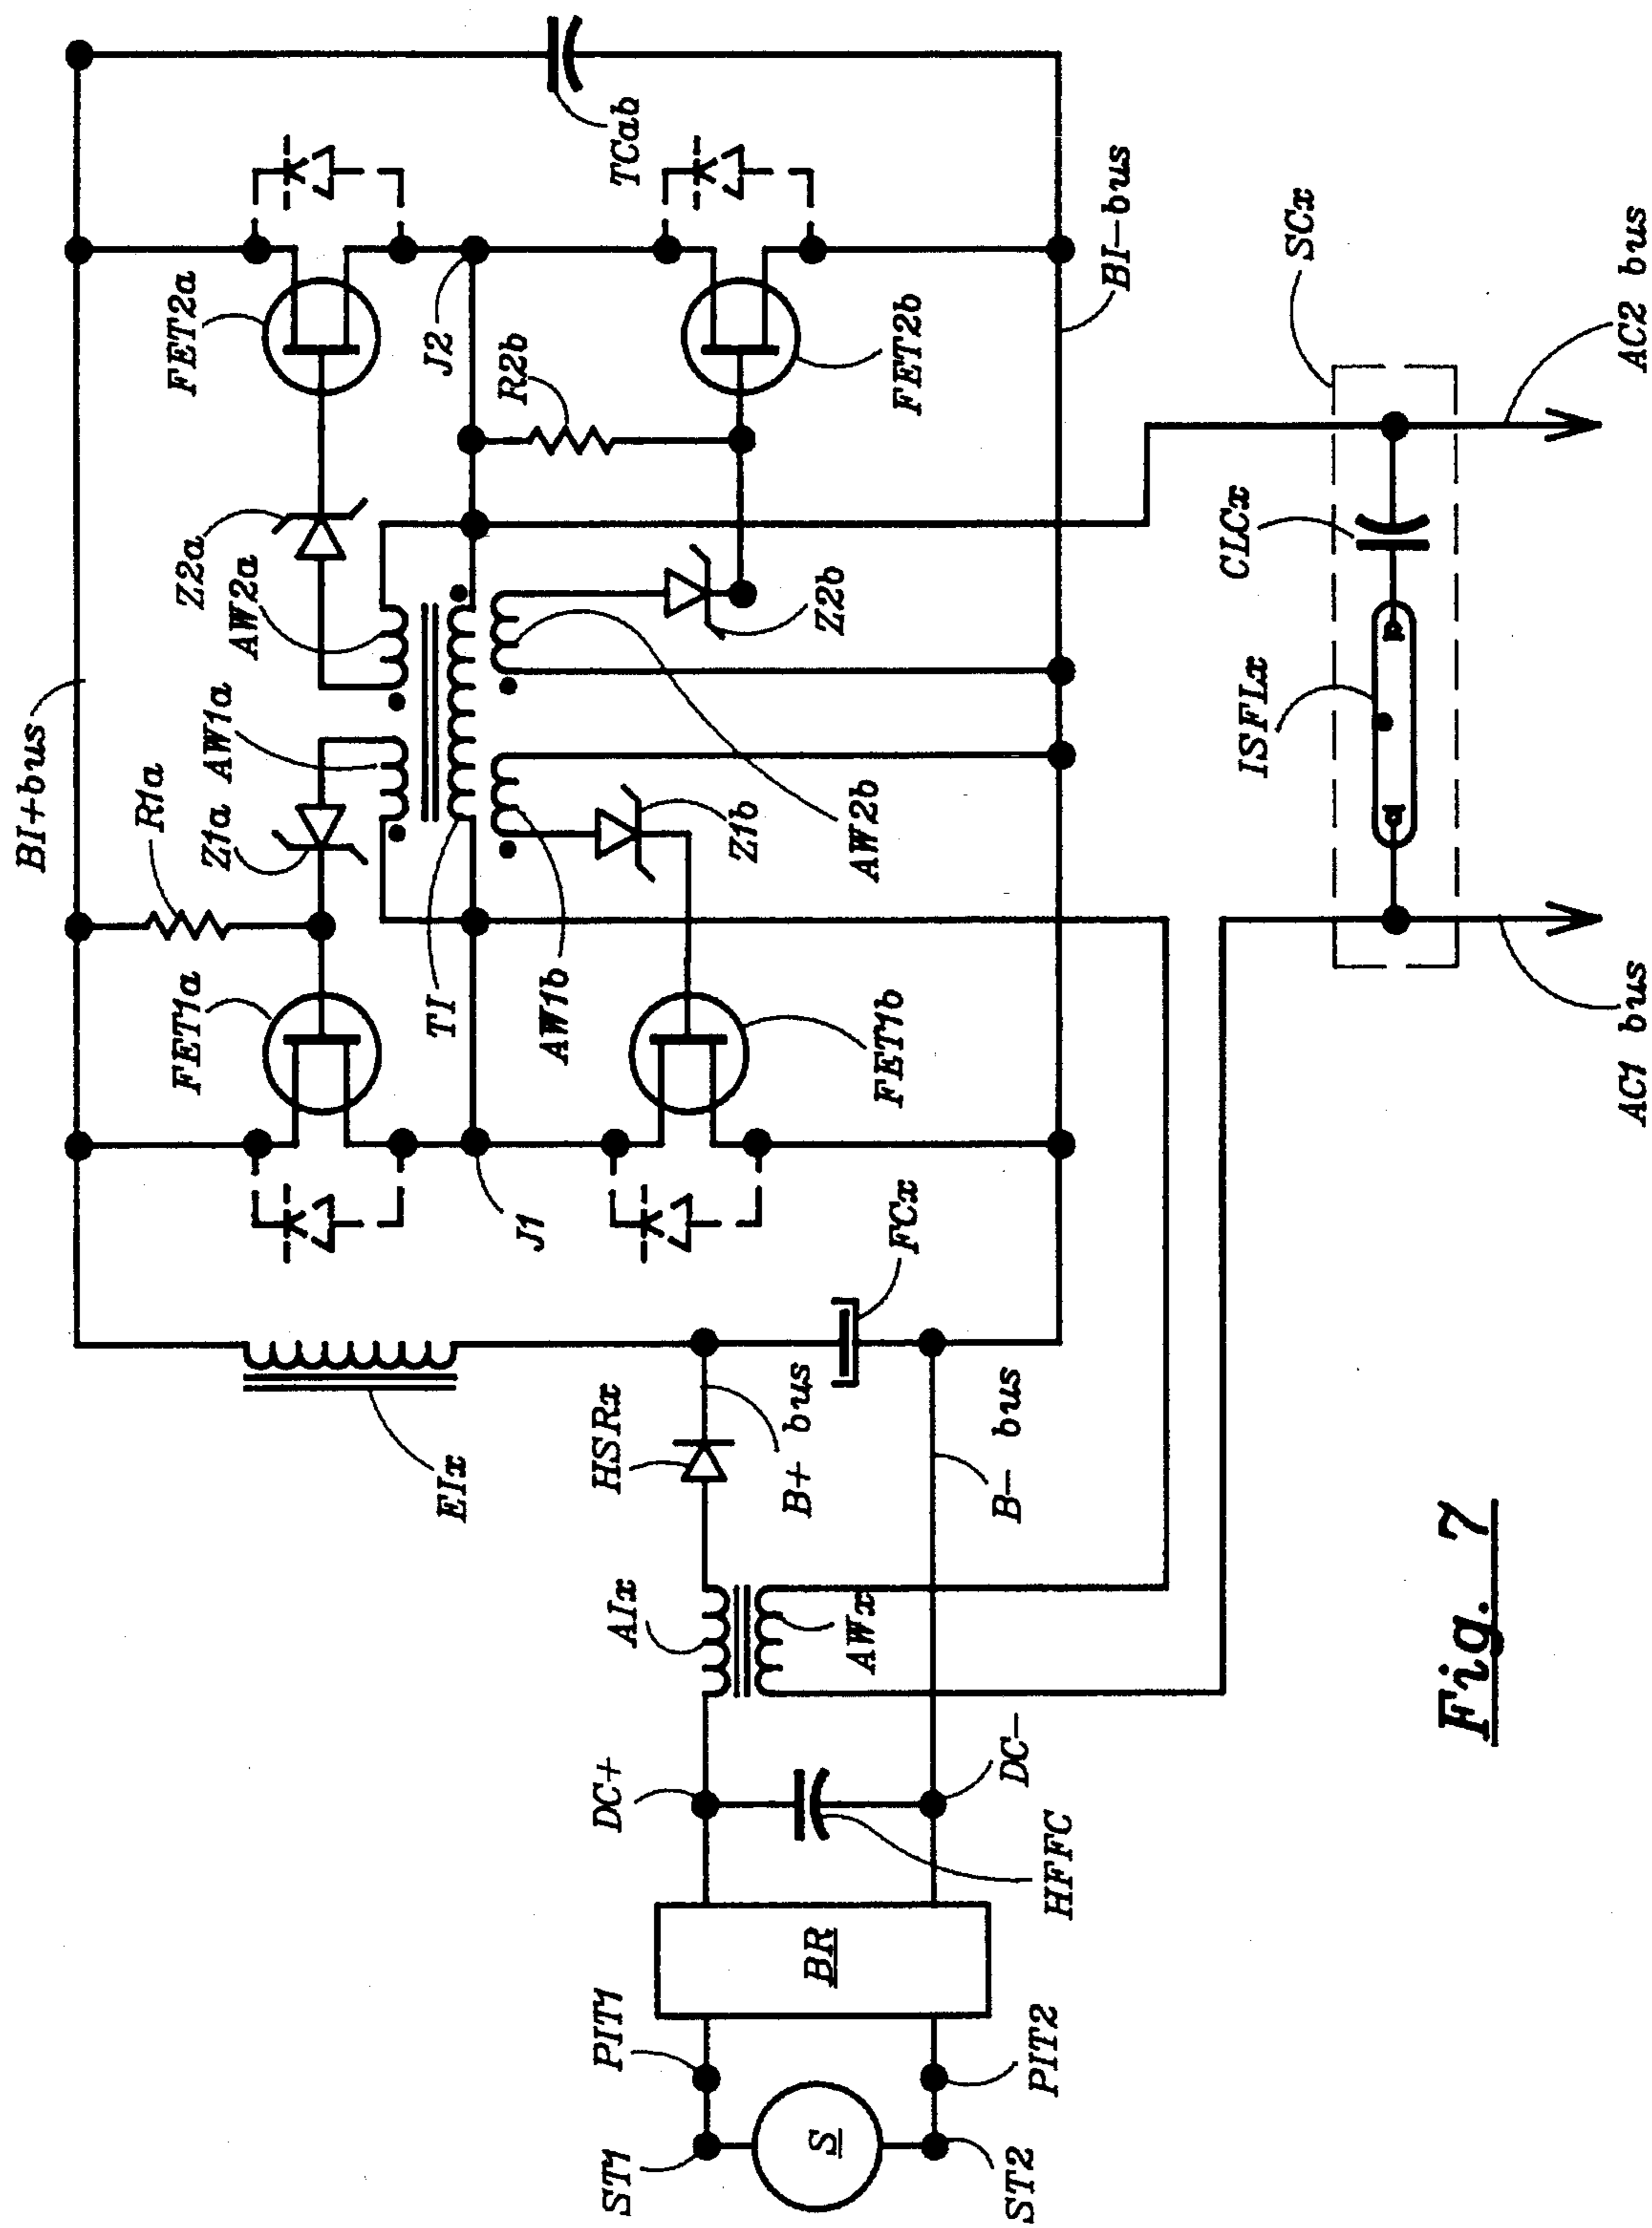 BI+bus
R1a
Z1a
AW1a
AW2a
Z2a
FET1a
FET2a
TCab
J1
TI
AW1b
Z1b
FET1b
AW2b
Z2b
R2b
J2
FET2b
BI-bus
EIx
HSRx
B+ bus
FCx
B- bus
AIx
AWx
DC+
DC-
HFFC
BR
PIT1
PIT2
ST1
S
ST2
ISFLx
CLCx
SCx
AC1 bus
AC2 bus
Fig. 7